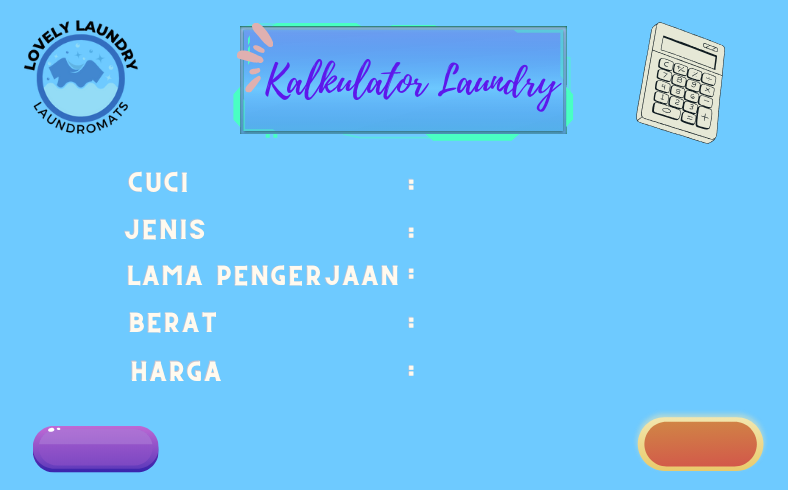 LOVELY LAUNDRY
LAUNDROMATS
Kalkulator Laundry
CUCI :
JENIS :
LAMA PENGERJAAN :
BERAT :
HARGA :